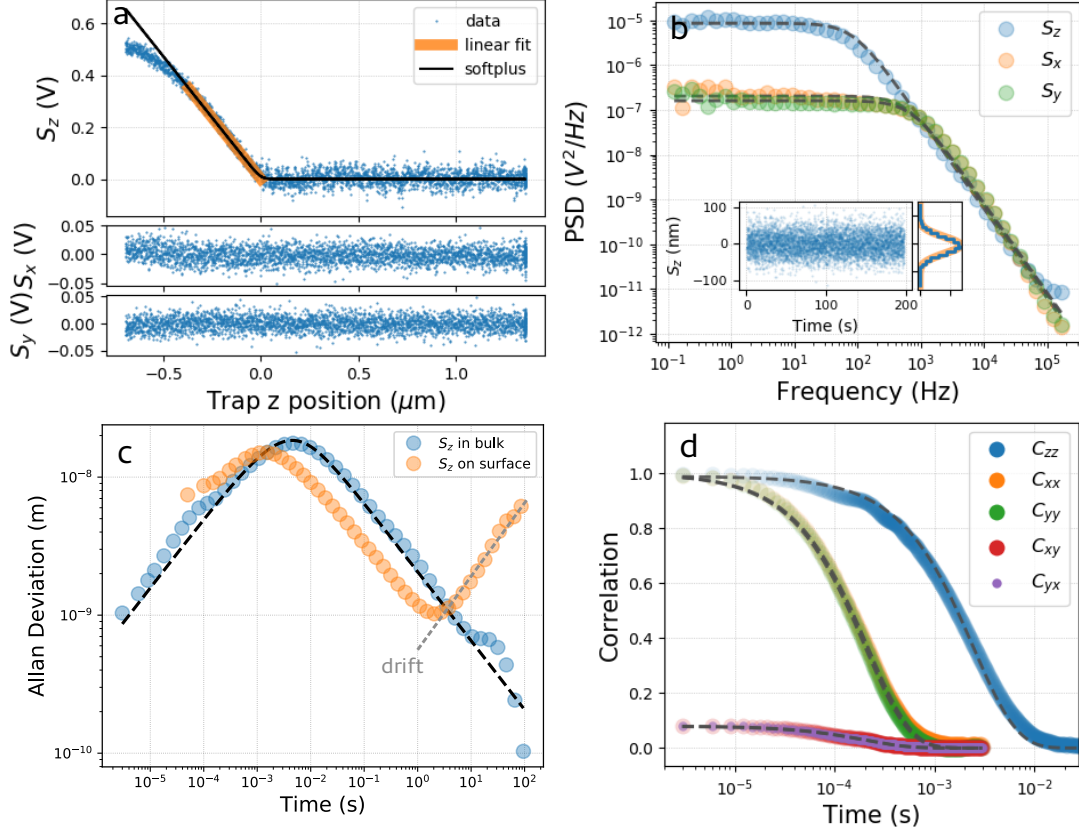 a
data
linear fit
softplus
S_z (V)
0.6
0.4
0.2
0.0
S_x (V)
0.05
0.00
−0.05
S_y (V)
0.05
0.00
−0.05
−0.5
0.0
0.5
1.0
Trap z position (μm)
b
S_z
S_x
S_y
PSD (V²/Hz)
10⁻⁵
10⁻⁶
10⁻⁷
10⁻⁸
10⁻⁹
10⁻¹⁰
10⁻¹¹
10⁻¹²
S_z (nm)
100
0
−100
0
100
200
Time (s)
10⁻¹
10⁰
10¹
10²
10³
10⁴
10⁵
Frequency (Hz)
c
S_z in bulk
S_z on surface
Allan Deviation (m)
10⁻⁸
10⁻⁹
10⁻¹⁰
drift
10⁻⁵
10⁻⁴
10⁻³
10⁻²
10⁻¹
10⁰
10¹
10²
Time (s)
d
C_zz
C_xx
C_yy
C_xy
C_yx
Correlation
1.0
0.8
0.6
0.4
0.2
0.0
10⁻⁵
10⁻⁴
10⁻³
10⁻²
Time (s)